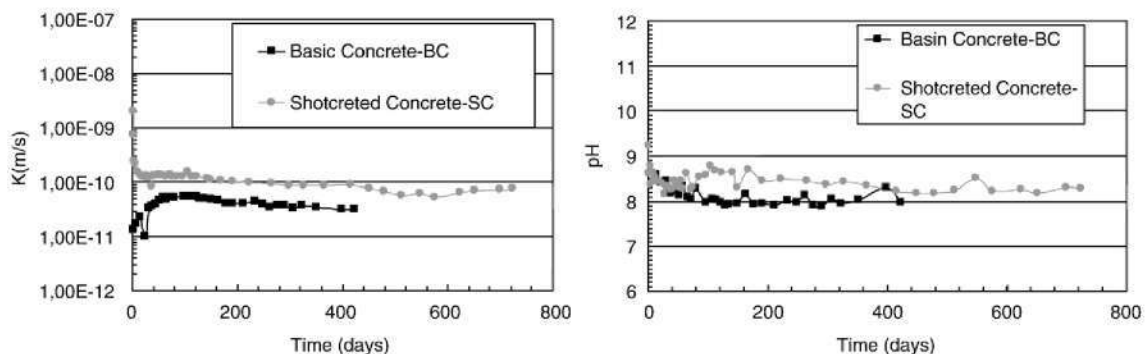 1,00E-07
1,00E-08
1,00E-09
1,00E-10
1,00E-11
1,00E-12
K(m/s)
Basic Concrete-BC
Shotcreted Concrete-SC
0 200 400 600 800
Time (days)
12
11
10
9
8
7
6
pH
Basin Concrete-BC
Shotcreted Concrete-
SC
0 200 400 600 800
Time (days)